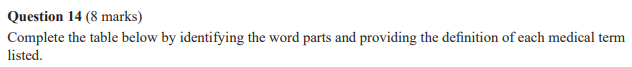 Question 14 (8 marks)
Complete the table below by identifying the word parts and providing the definition of each medical term
listed.